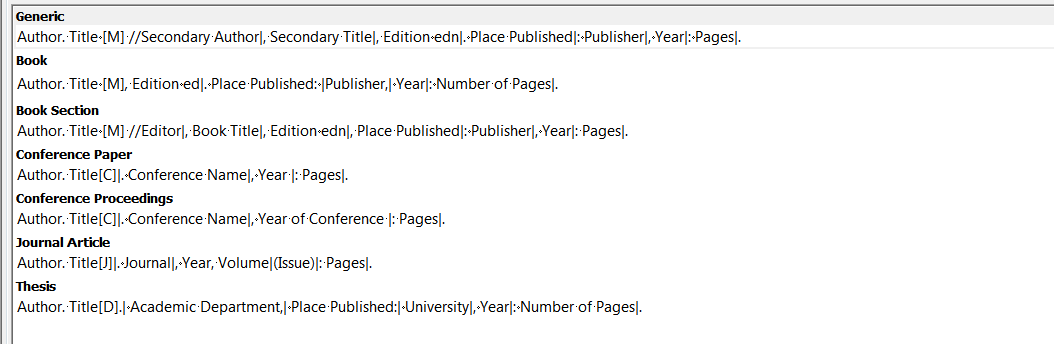 Generic
Author.·Title⋄[M]·//Secondary·Author|,·Secondary·Title|,·Edition⋄edn|.⋄Place·Published|:⋄Publisher|,⋄Year|:⋄Pages|.
Book
Author.·Title⋄[M],·Edition⋄ed|.⋄Place·Published:⋄|Publisher,|⋄Year|:⋄Number·of·Pages|.
Book Section
Author.·Title⋄[M]·//Editor|,·Book·Title|,·Edition⋄edn|,·Place·Published|:⋄Publisher|,⋄Year|:·Pages|.
Conference Paper
Author.·Title[C]|.⋄Conference·Name|,⋄Year·|:·Pages|.
Conference Proceedings
Author.·Title[C]|.⋄Conference·Name|,⋄Year·of·Conference·|:·Pages|.
Journal Article
Author.·Title[J]|.⋄Journal|,⋄Year,·Volume|(Issue)|:·Pages|.
Thesis
Author.·Title[D].|⋄Academic·Department,|⋄Place·Published:|⋄University|,⋄Year|:⋄Number·of·Pages|.